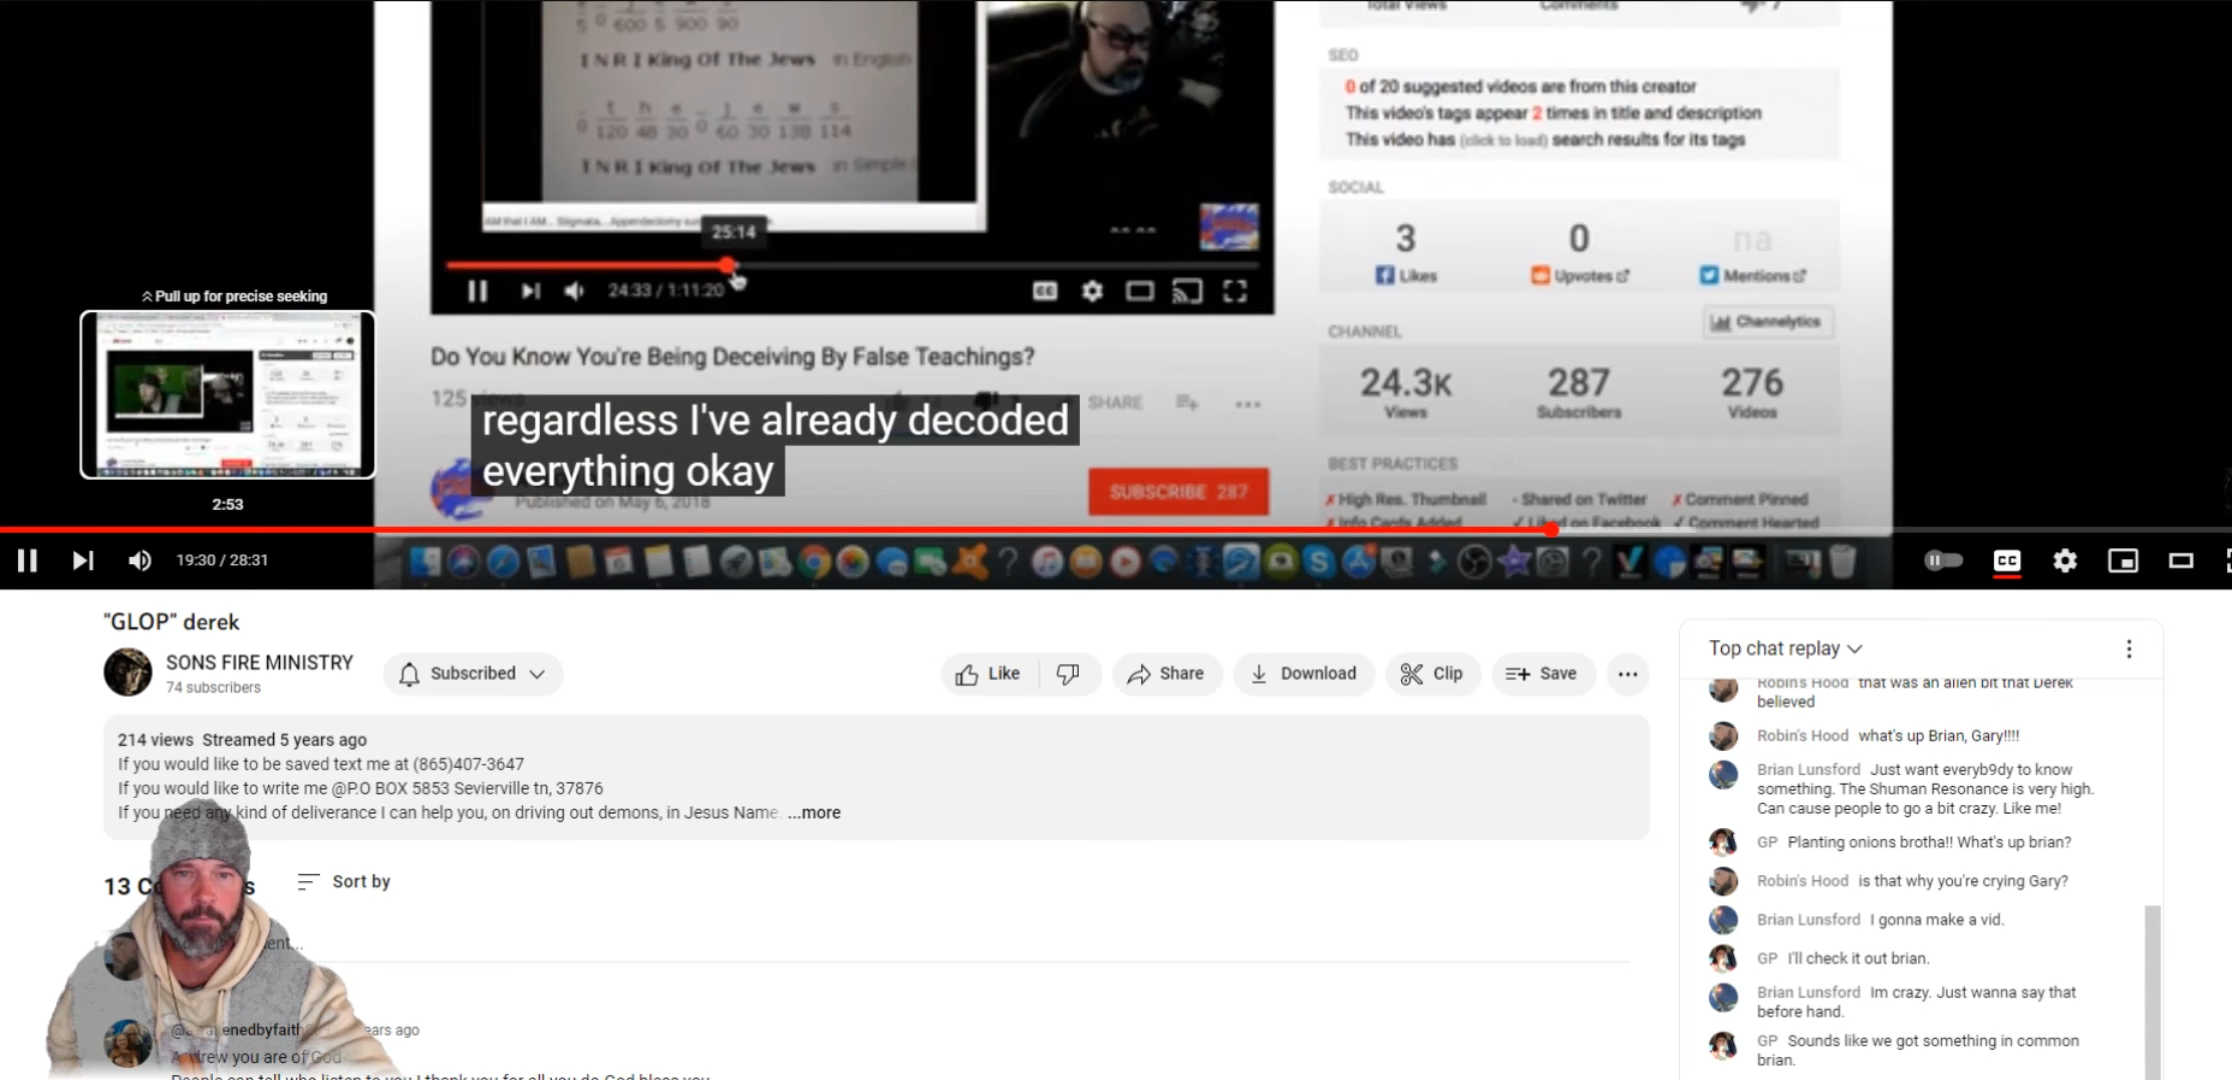 5 0 600 5 900 90
I N R I King Of The Jews in English
t h e j e w s
0 120 48 30 0 60 30 138 114
I N R I King Of The Jews in Simple
AM that I AM... Stigmata... Appendectomy
25:14
24:33 / 1:11:20
CC
Total Views Comments 7
SEO
0 of 20 suggested videos are from this creator
This video's tags appear 2 times in title and description
This video has (click to load) search results for its tags
SOCIAL
3 0 na
Likes Upvotes Mentions
CHANNEL Channelytics
24.3K 287 276
Views Subscribers Videos
BEST PRACTICES
✗ High Res. Thumbnail - Shared on Twitter ✗ Comment Pinned
✗ Info Cards Added ✓ Liked on Facebook ✓ Comment Hearted
Do You Know You're Being Deceiving By False Teachings?
125 views SHARE
regardless I've already decoded
everything okay
Published on May 6, 2018
SUBSCRIBE 287
Pull up for precise seeking
2:53
19:30 / 28:31
CC
"GLOP" derek
SONS FIRE MINISTRY
74 subscribers
Subscribed
Like Share Download Clip Save
214 views Streamed 5 years ago
If you would like to be saved text me at (865)407-3647
If you would like to write me @P.O BOX 5853 Sevierville tn, 37876
If you need any kind of deliverance I can help you, on driving out demons, in Jesus Name ...more
13 Co s
Sort by
ent...
enedbyfaith ears ago
drew you are of God
People can tell who listen to you I thank you for all you do God bless you
Top chat replay
Robin's Hood that was an alien bit that Derek
believed
Robin's Hood what's up Brian, Gary!!!!
Brian Lunsford Just want everyb9dy to know
something. The Shuman Resonance is very high.
Can cause people to go a bit crazy. Like me!
GP Planting onions brotha!! What's up brian?
Robin's Hood is that why you're crying Gary?
Brian Lunsford I gonna make a vid.
GP I'll check it out brian.
Brian Lunsford Im crazy. Just wanna say that
before hand.
GP Sounds like we got something in common
brian.